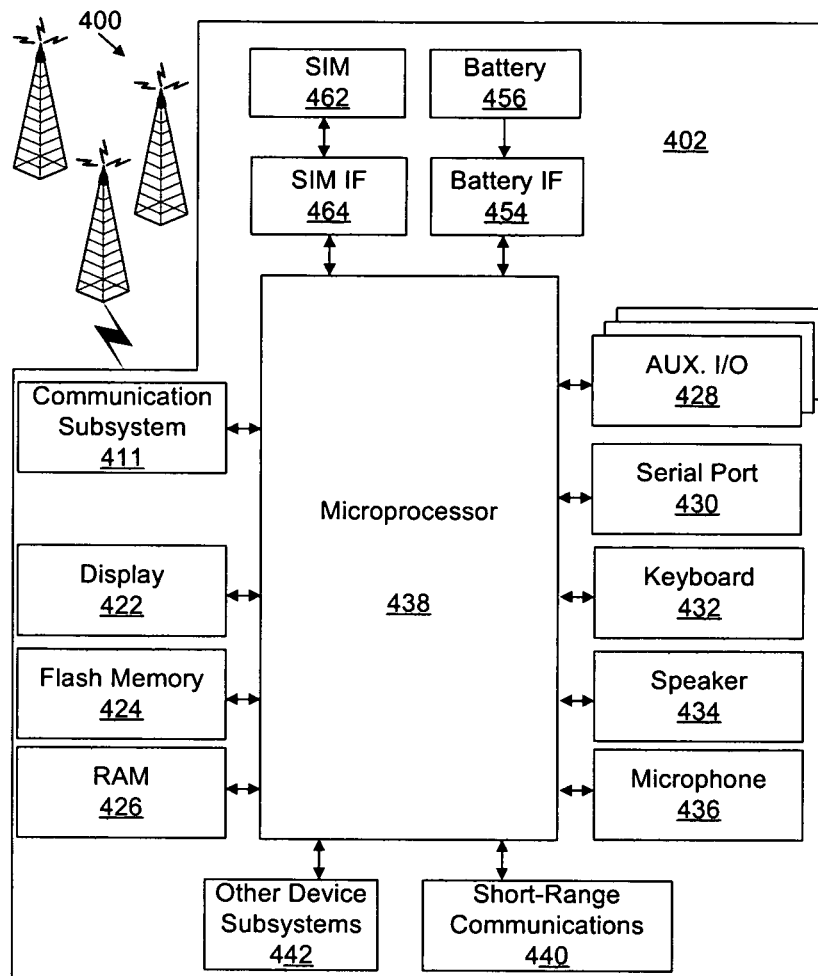 400
SIM
462
Battery
456
402
SIM IF
464
Battery IF
454
AUX. I/O
428
Communication
Subsystem
411
Serial Port
430
Microprocessor
438
Display
422
Keyboard
432
Flash Memory
424
Speaker
434
RAM
426
Microphone
436
Other Device
Subsystems
442
Short-Range
Communications
440